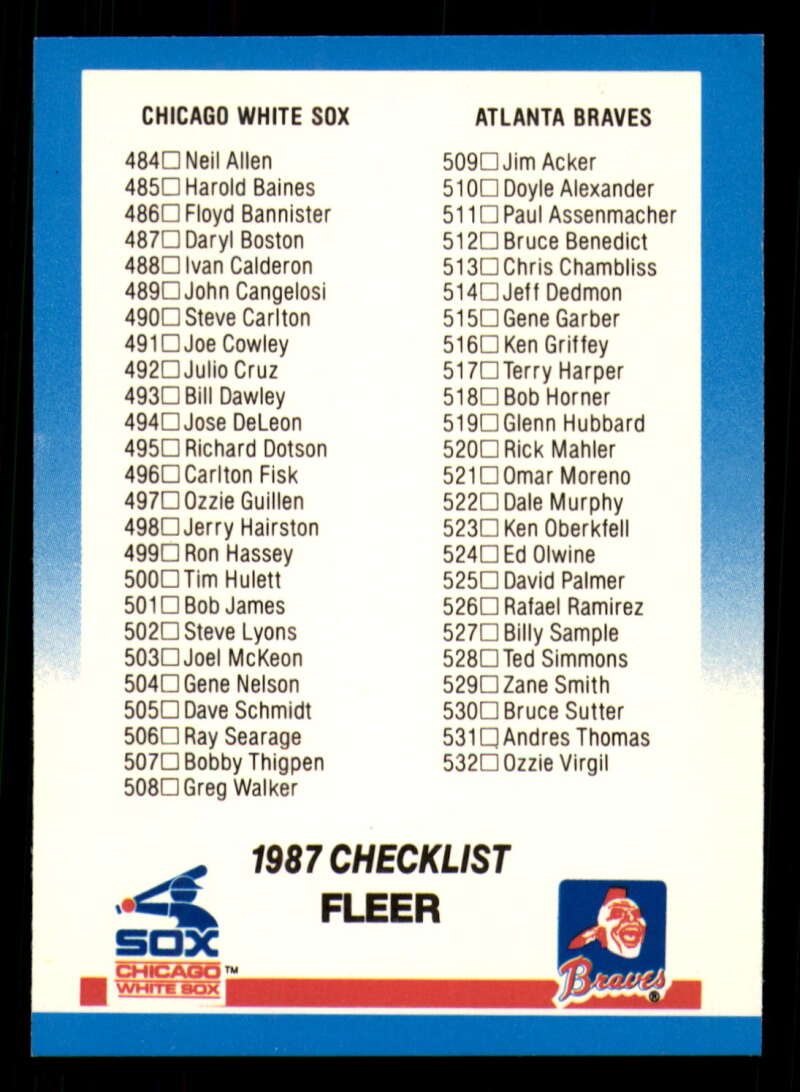 CHICAGO WHITE SOX
484□ Neil Allen
485□ Harold Baines
486□ Floyd Bannister
487□ Daryl Boston
488□ Ivan Calderon
489□ John Cangelosi
490□ Steve Carlton
491□ Joe Cowley
492□ Julio Cruz
493□ Bill Dawley
494□ Jose DeLeon
495□ Richard Dotson
496□ Carlton Fisk
497□ Ozzie Guillen
498□ Jerry Hairston
499□ Ron Hassey
500□ Tim Hulett
501□ Bob James
502□ Steve Lyons
503□ Joel McKeon
504□ Gene Nelson
505□ Dave Schmidt
506□ Ray Searage
507□ Bobby Thigpen
508□ Greg Walker
ATLANTA BRAVES
509□ Jim Acker
510□ Doyle Alexander
511□ Paul Assenmacher
512□ Bruce Benedict
513□ Chris Chambliss
514□ Jeff Dedmon
515□ Gene Garber
516□ Ken Griffey
517□ Terry Harper
518□ Bob Horner
519□ Glenn Hubbard
520□ Rick Mahler
521□ Omar Moreno
522□ Dale Murphy
523□ Ken Oberkfell
524□ Ed Olwine
525□ David Palmer
526□ Rafael Ramirez
527□ Billy Sample
528□ Ted Simmons
529□ Zane Smith
530□ Bruce Sutter
531□ Andres Thomas
532□ Ozzie Virgil
1987 CHECKLIST
FLEER
SOX
CHICAGO ™
WHITE SOX
Braves ®